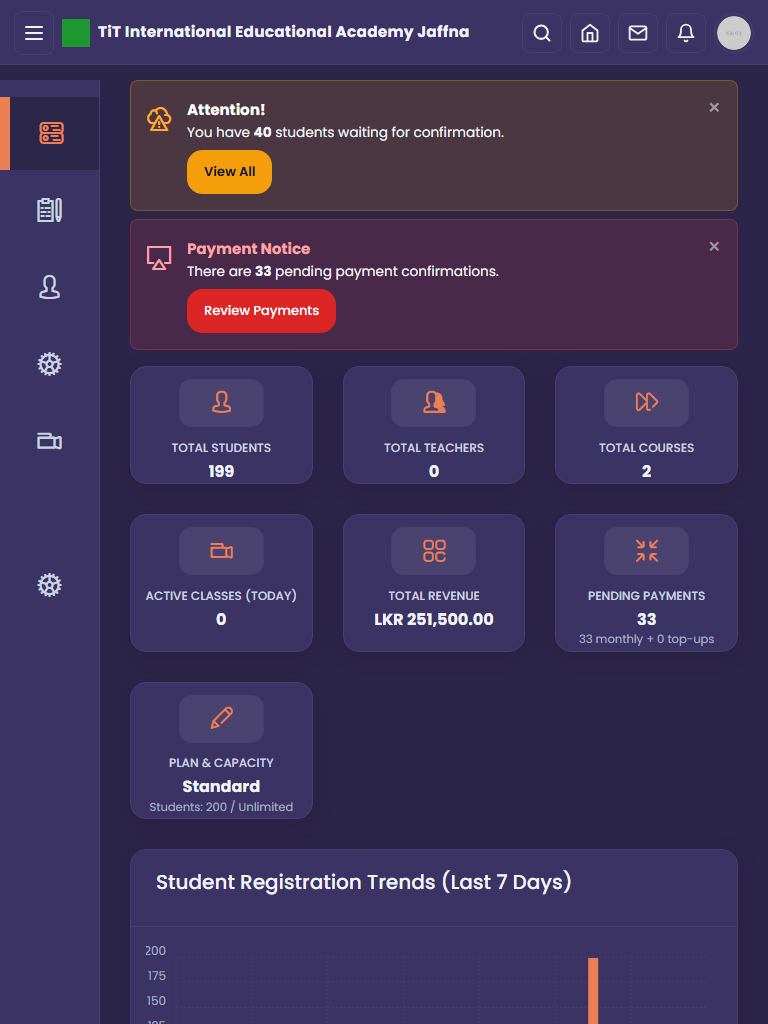 TiT International Educational Academy Jaffna
Attention!
You have 40 students waiting for confirmation.
View All
Payment Notice
There are 33 pending payment confirmations.
Review Payments
TOTAL STUDENTS
199
TOTAL TEACHERS
0
TOTAL COURSES
2
ACTIVE CLASSES (TODAY)
0
TOTAL REVENUE
LKR 251,500.00
PENDING PAYMENTS
33
33 monthly + 0 top-ups
PLAN & CAPACITY
Standard
Students: 200 / Unlimited
Student Registration Trends (Last 7 Days)
200
175
150